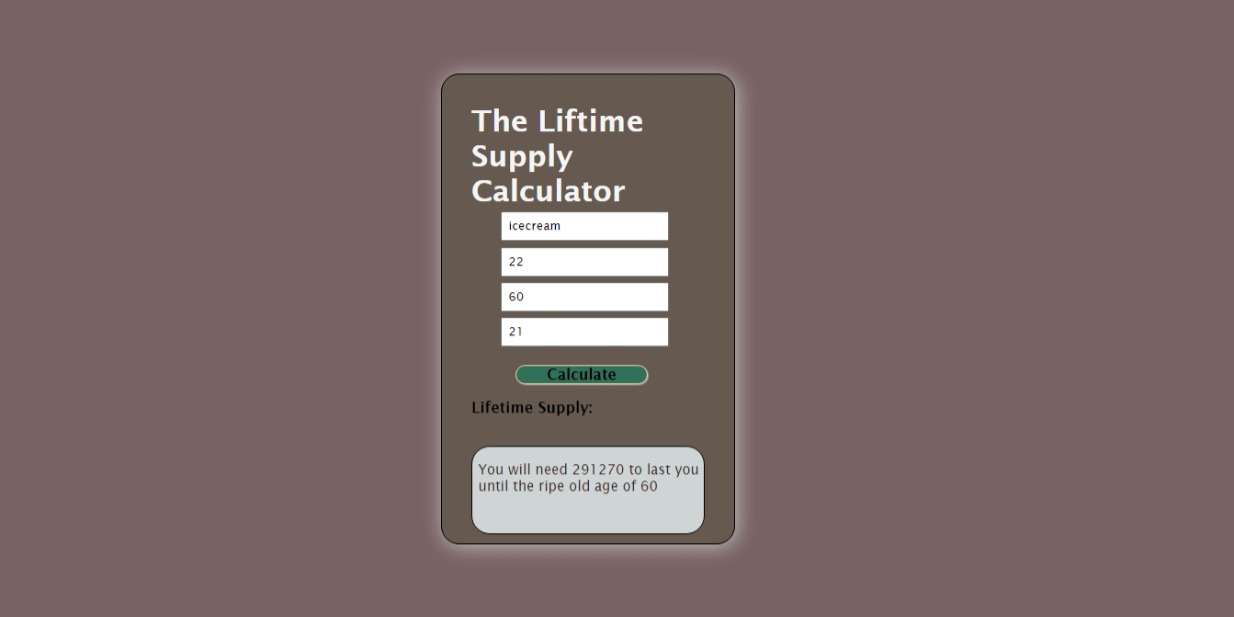 The Liftime
Supply
Calculator
icecream
22
60
21
Calculate
Lifetime Supply:
You will need 291270 to last you
until the ripe old age of 60